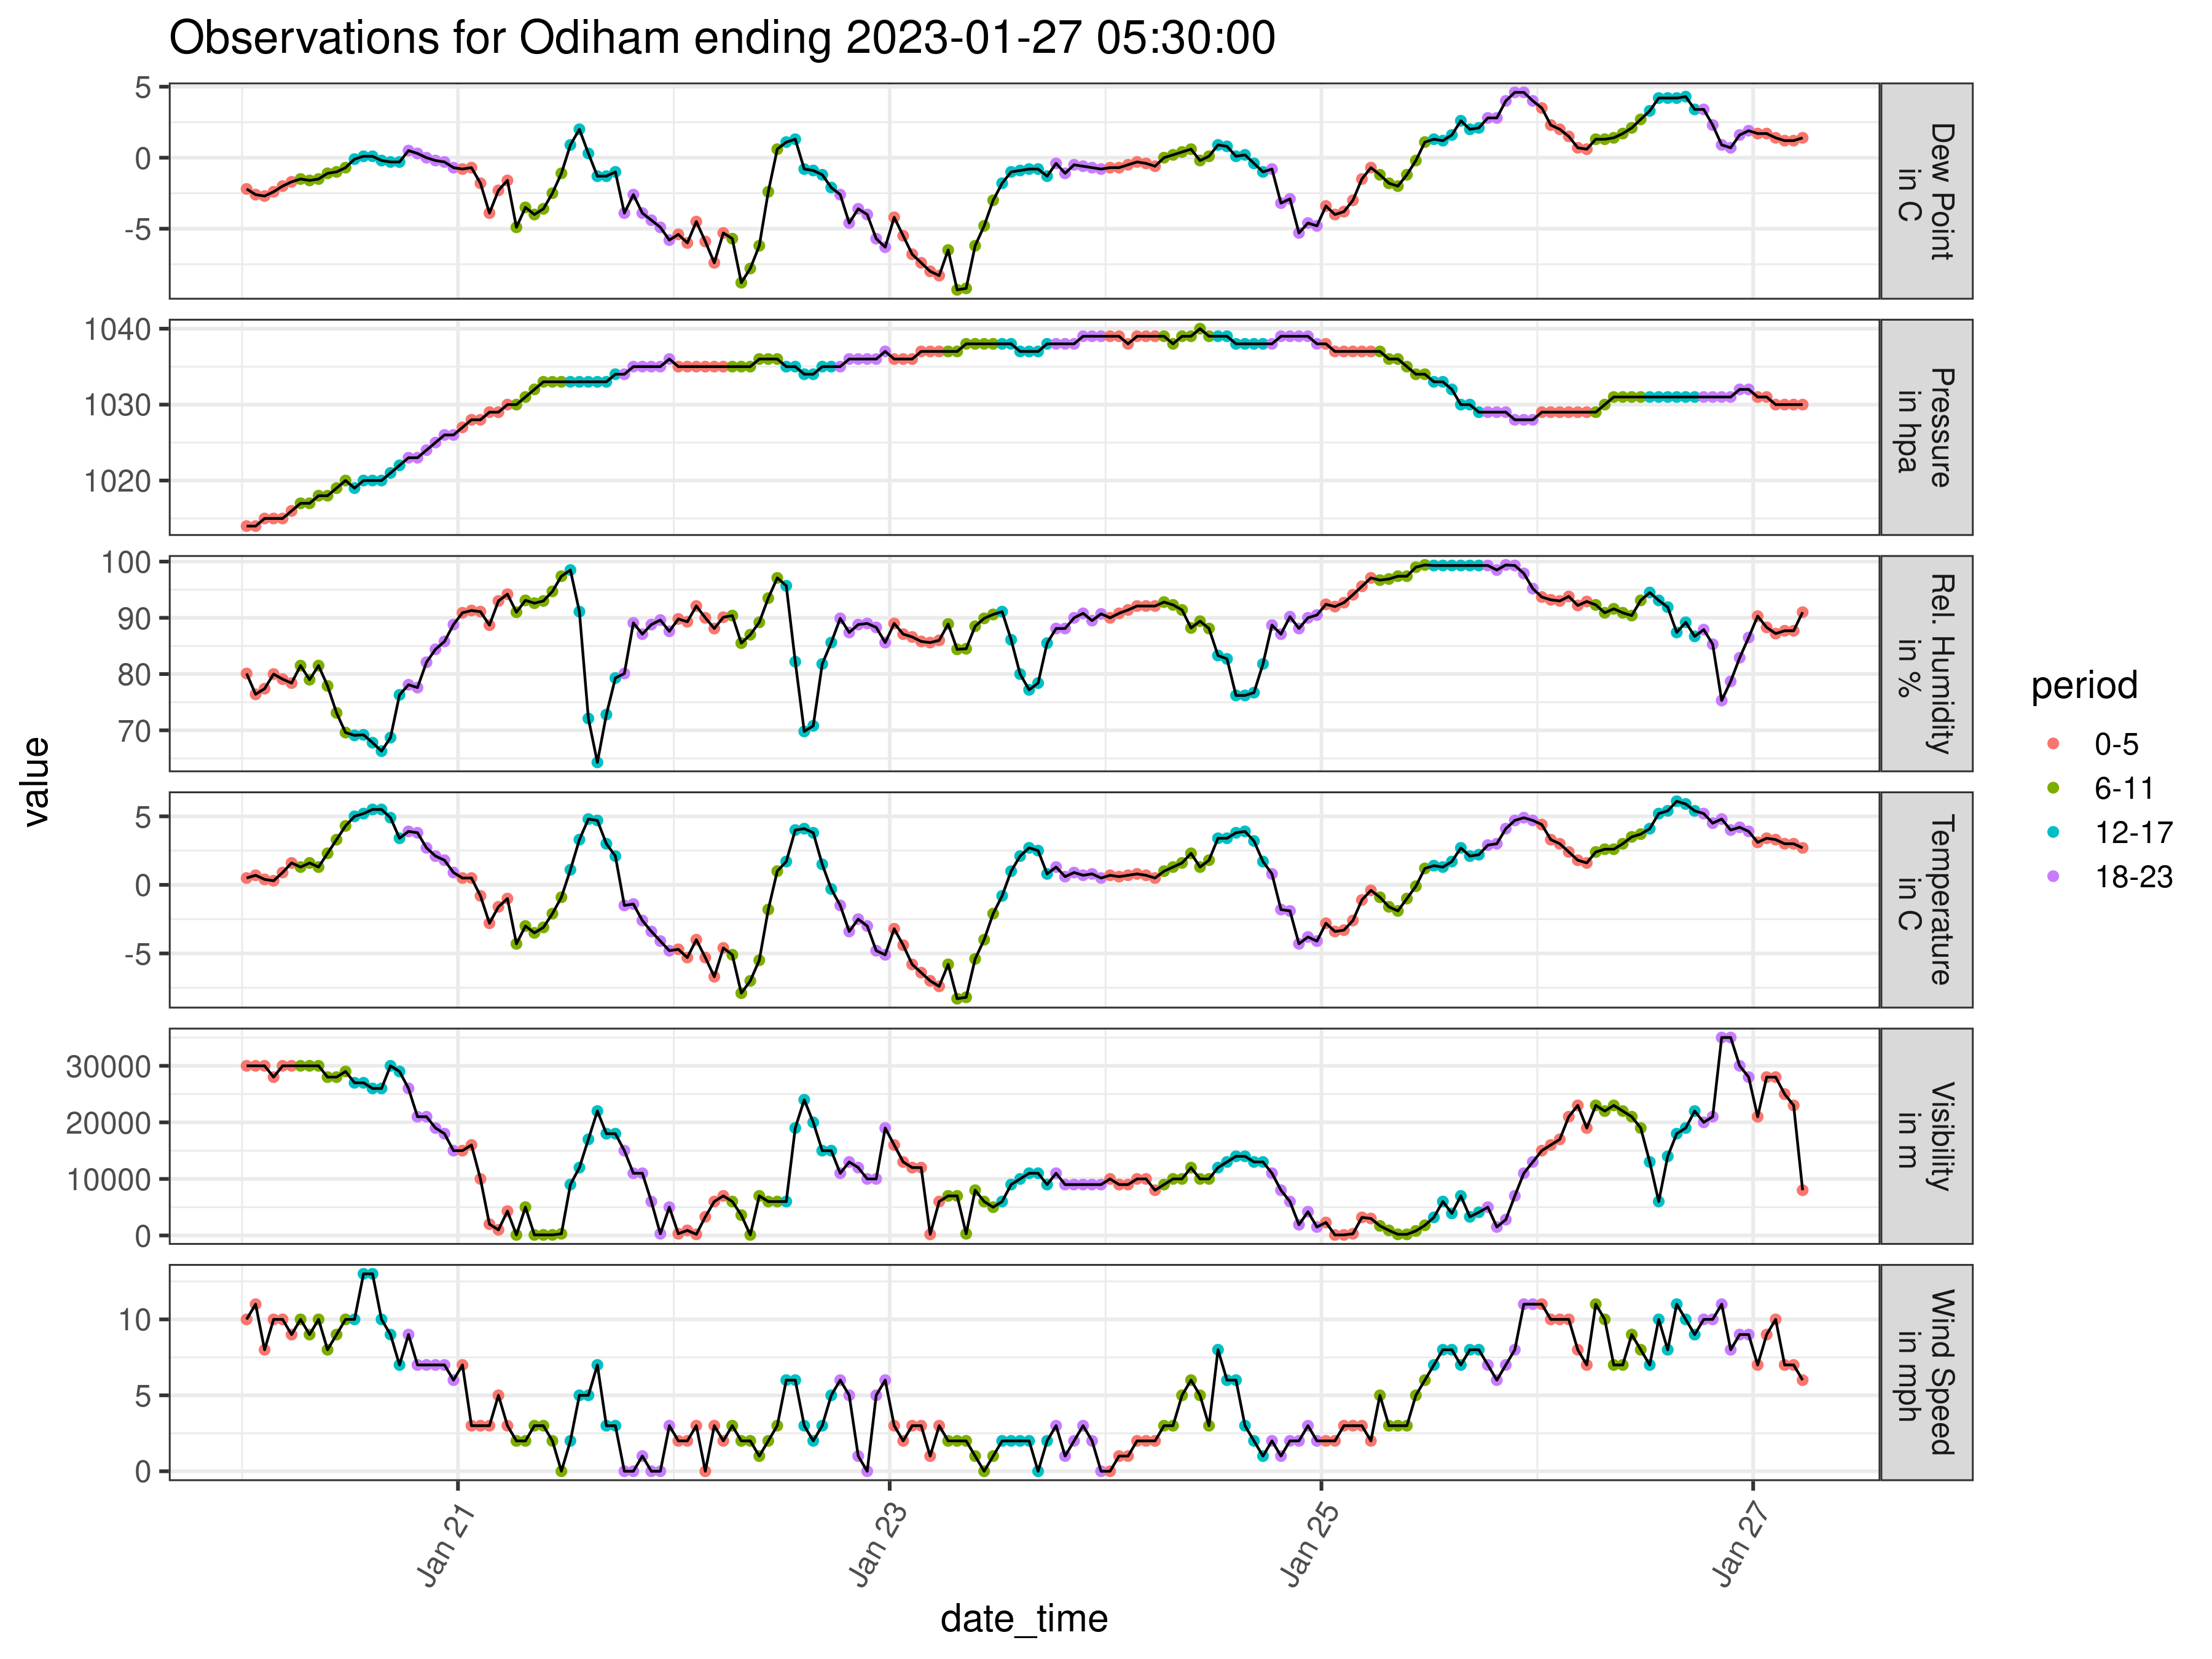 Observations for Odiham ending 2023-01-27 05:30:00
value
5
0
-5
Dew Point
in C
1040
1030
1020
Pressure
in hpa
100
90
80
70
Rel. Humidity
in %
5
0
-5
Temperature
in C
30000
20000
10000
0
Visibility
in m
10
5
0
Wind Speed
in mph
Jan 21
Jan 23
Jan 25
Jan 27
date_time
period
0-5
6-11
12-17
18-23